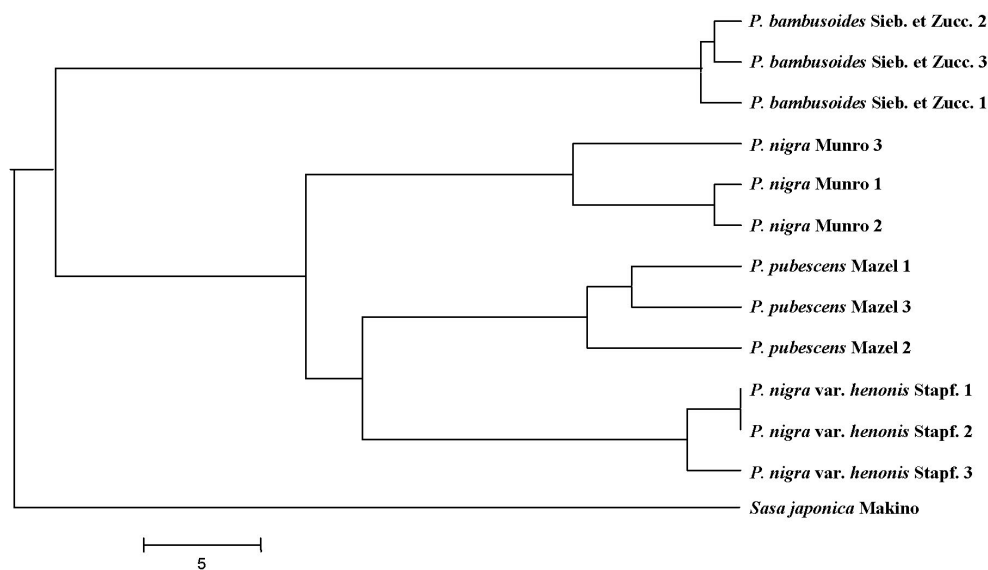 P. bambusoides Sieb. et Zucc. 2
P. bambusoides Sieb. et Zucc. 3
P. bambusoides Sieb. et Zucc. 1
P. nigra Munro 3
P. nigra Munro 1
P. nigra Munro 2
P. pubescens Mazel 1
P. pubescens Mazel 3
P. pubescens Mazel 2
P. nigra var. henonis Stapf. 1
P. nigra var. henonis Stapf. 2
P. nigra var. henonis Stapf. 3
Sasa japonica Makino
5